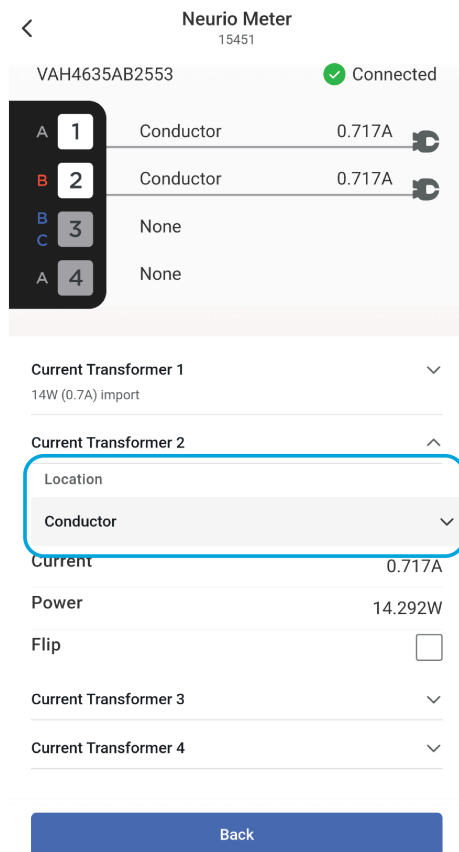 Neurio Meter
15451
VAH4635AB2553 Connected
A 1 Conductor 0.717A
B 2 Conductor 0.717A
B C 3 None
A 4 None
Current Transformer 1
14W (0.7A) import
Current Transformer 2
Location
Conductor
Current 0.717A
Power 14.292W
Flip
Current Transformer 3
Current Transformer 4
Back